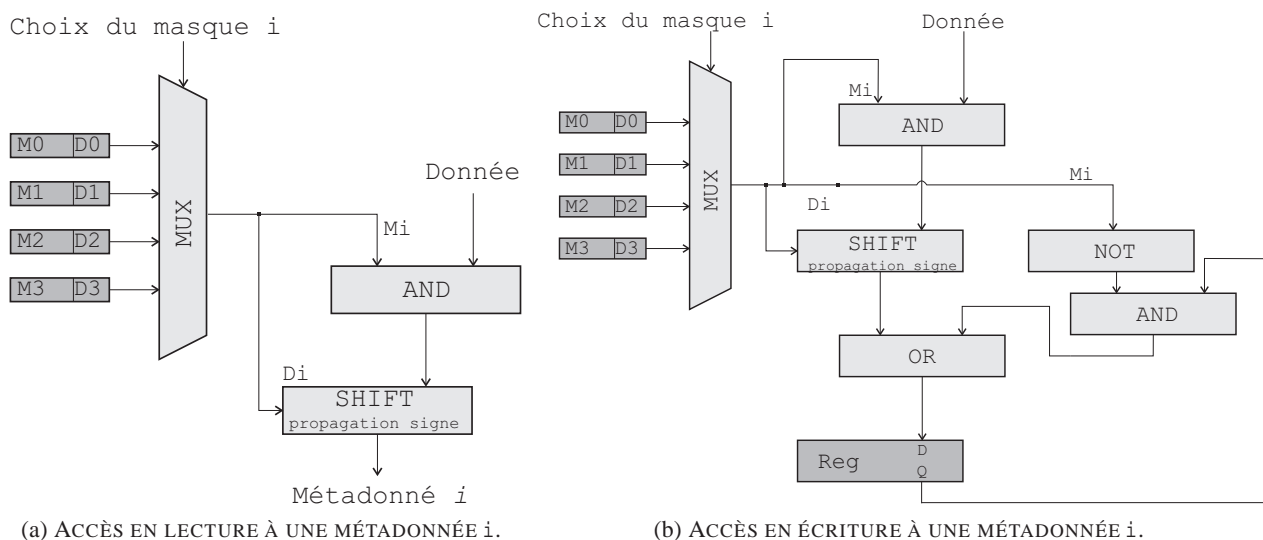 Choix du masque i
M0 D0
M1 D1
M2 D2
M3 D3
MUX
Donnée
Mi
AND
Di
SHIFT
propagation signe
Métadonné i
(a) ACCÈS EN LECTURE À UNE MÉTADONNÉE i.
Choix du masque i
Donnée
Mi
AND
M0 D0
M1 D1
M2 D2
M3 D3
MUX
Mi
Di
SHIFT
propagation signe
NOT
AND
OR
Reg
D
Q
(b) ACCÈS EN ÉCRITURE À UNE MÉTADONNÉE i.